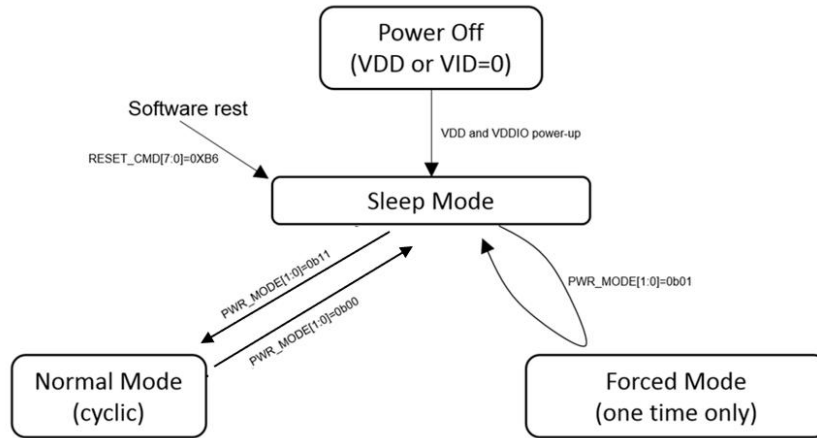 Power Off
(VDD or VID=0)
Software rest
VDD and VDDIO power-up
RESET_CMD[7:0]=0XB6
Sleep Mode
PWR_MODE[1:0]=0b11
PWR_MODE[1:0]=0b00
PWR_MODE[1:0]=0b01
Normal Mode
(cyclic)
Forced Mode
(one time only)